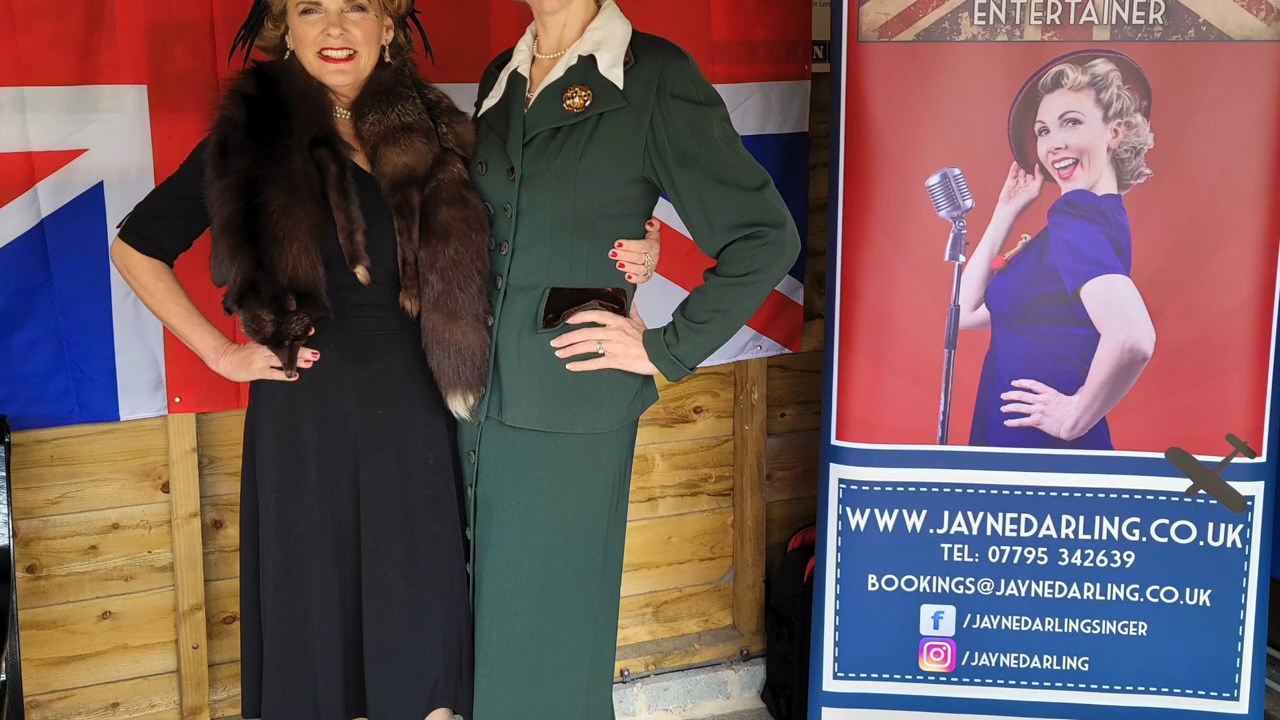 ENTERTAINER
WWW.JAYNEDARLING.CO.UK
TEL: 07795 342639
BOOKINGS@JAYNEDARLING.CO.UK
f /JAYNEDARLINGSINGER
/JAYNEDARLING